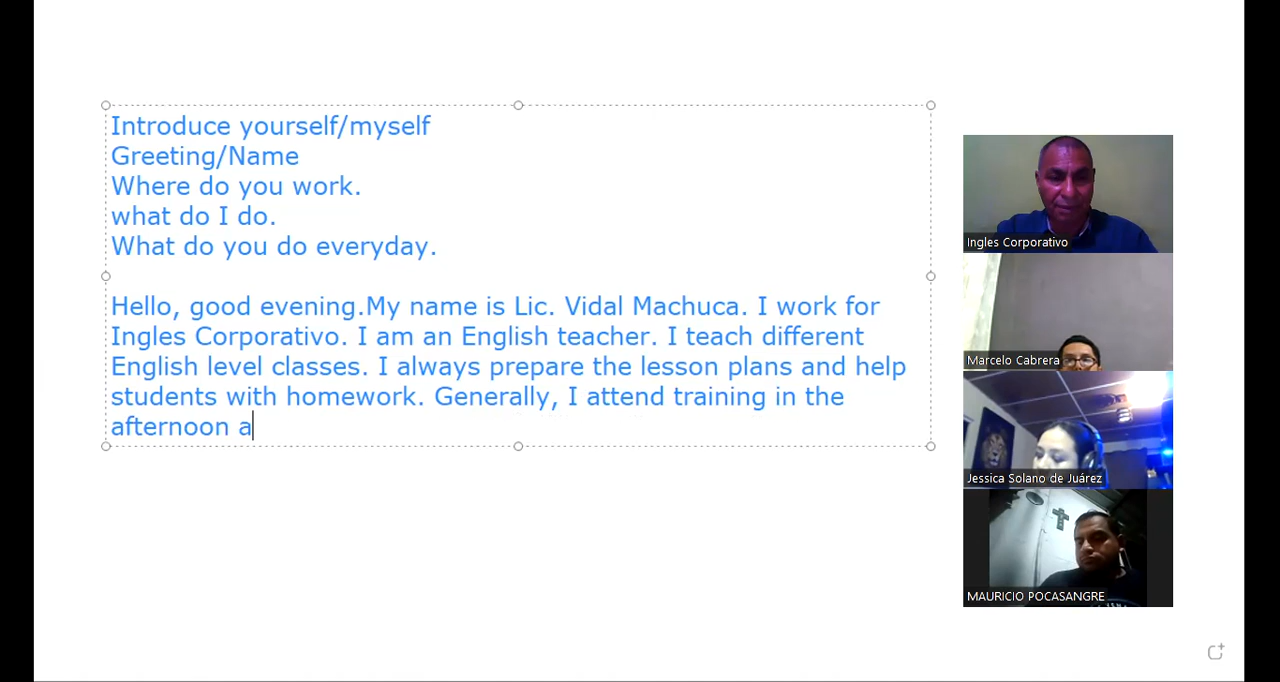 Introduce yourself/myself
Greeting/Name
Where do you work.
what do I do.
What do you do everyday.
Hello, good evening.My name is Lic. Vidal Machuca. I work for
Ingles Corporativo. I am an English teacher. I teach different
English level classes. I always prepare the lesson plans and help
students with homework. Generally, I attend training in the
afternoon a
Ingles Corporativo
Marcelo Cabrera
Jessica Solano de Juárez
MAURICIO POCASANGRE